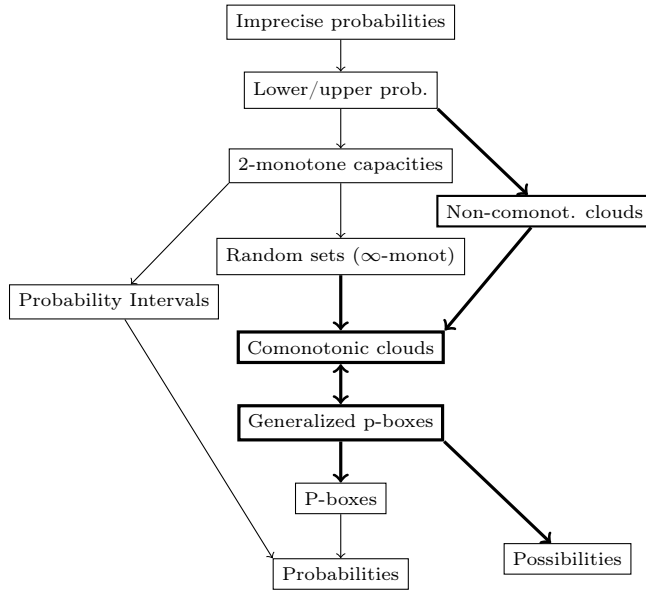 Imprecise probabilities
Lower/upper prob.
2-monotone capacities
Non-comonot. clouds
Random sets (∞-monot)
Probability Intervals
Comonotonic clouds
Generalized p-boxes
P-boxes
Possibilities
Probabilities